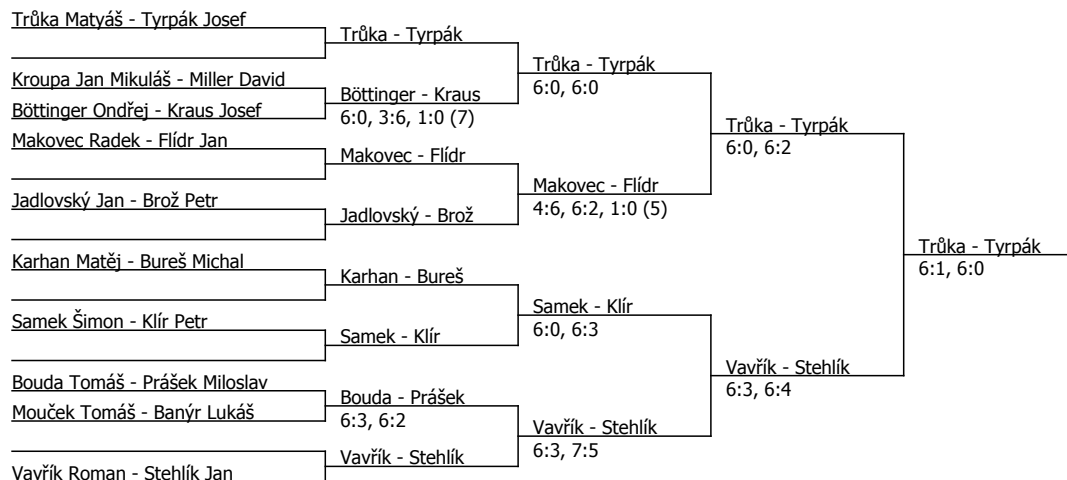 Trůka Matyáš - Tyrpák Josef
Kroupa Jan Mikuláš - Miller David
Böttinger Ondřej - Kraus Josef
Makovec Radek - Flídr Jan
Jadlovský Jan - Brož Petr
Karhan Matěj - Bureš Michal
Samek Šimon - Klír Petr
Bouda Tomáš - Prášek Miloslav
Mouček Tomáš - Banýr Lukáš
Vavřík Roman - Stehlík Jan
Trůka - Tyrpák
Böttinger - Kraus
6:0, 3:6, 1:0 (7)
Makovec - Flídr
Jadlovský - Brož
Karhan - Bureš
Samek - Klír
Bouda - Prášek
6:3, 6:2
Vavřík - Stehlík
Trůka - Tyrpák
6:0, 6:0
Makovec - Flídr
4:6, 6:2, 1:0 (5)
Samek - Klír
6:0, 6:3
Vavřík - Stehlík
6:3, 7:5
Trůka - Tyrpák
6:0, 6:2
Vavřík - Stehlík
6:3, 6:4
Trůka - Tyrpák
6:1, 6:0